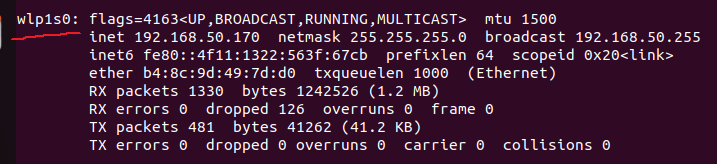 wlp1s0: flags=4163<UP,BROADCAST,RUNNING,MULTICAST>  mtu 1500
inet 192.168.50.170  netmask 255.255.255.0  broadcast 192.168.50.255
inet6 fe80::4f11:1322:563f:67cb  prefixlen 64  scopeid 0x20<link>
ether b4:8c:9d:49:7d:d0  txqueuelen 1000  (Ethernet)
RX packets 1330  bytes 1242526 (1.2 MB)
RX errors 0  dropped 126  overruns 0  frame 0
TX packets 481  bytes 41262 (41.2 KB)
TX errors 0  dropped 0 overruns 0  carrier 0  collisions 0